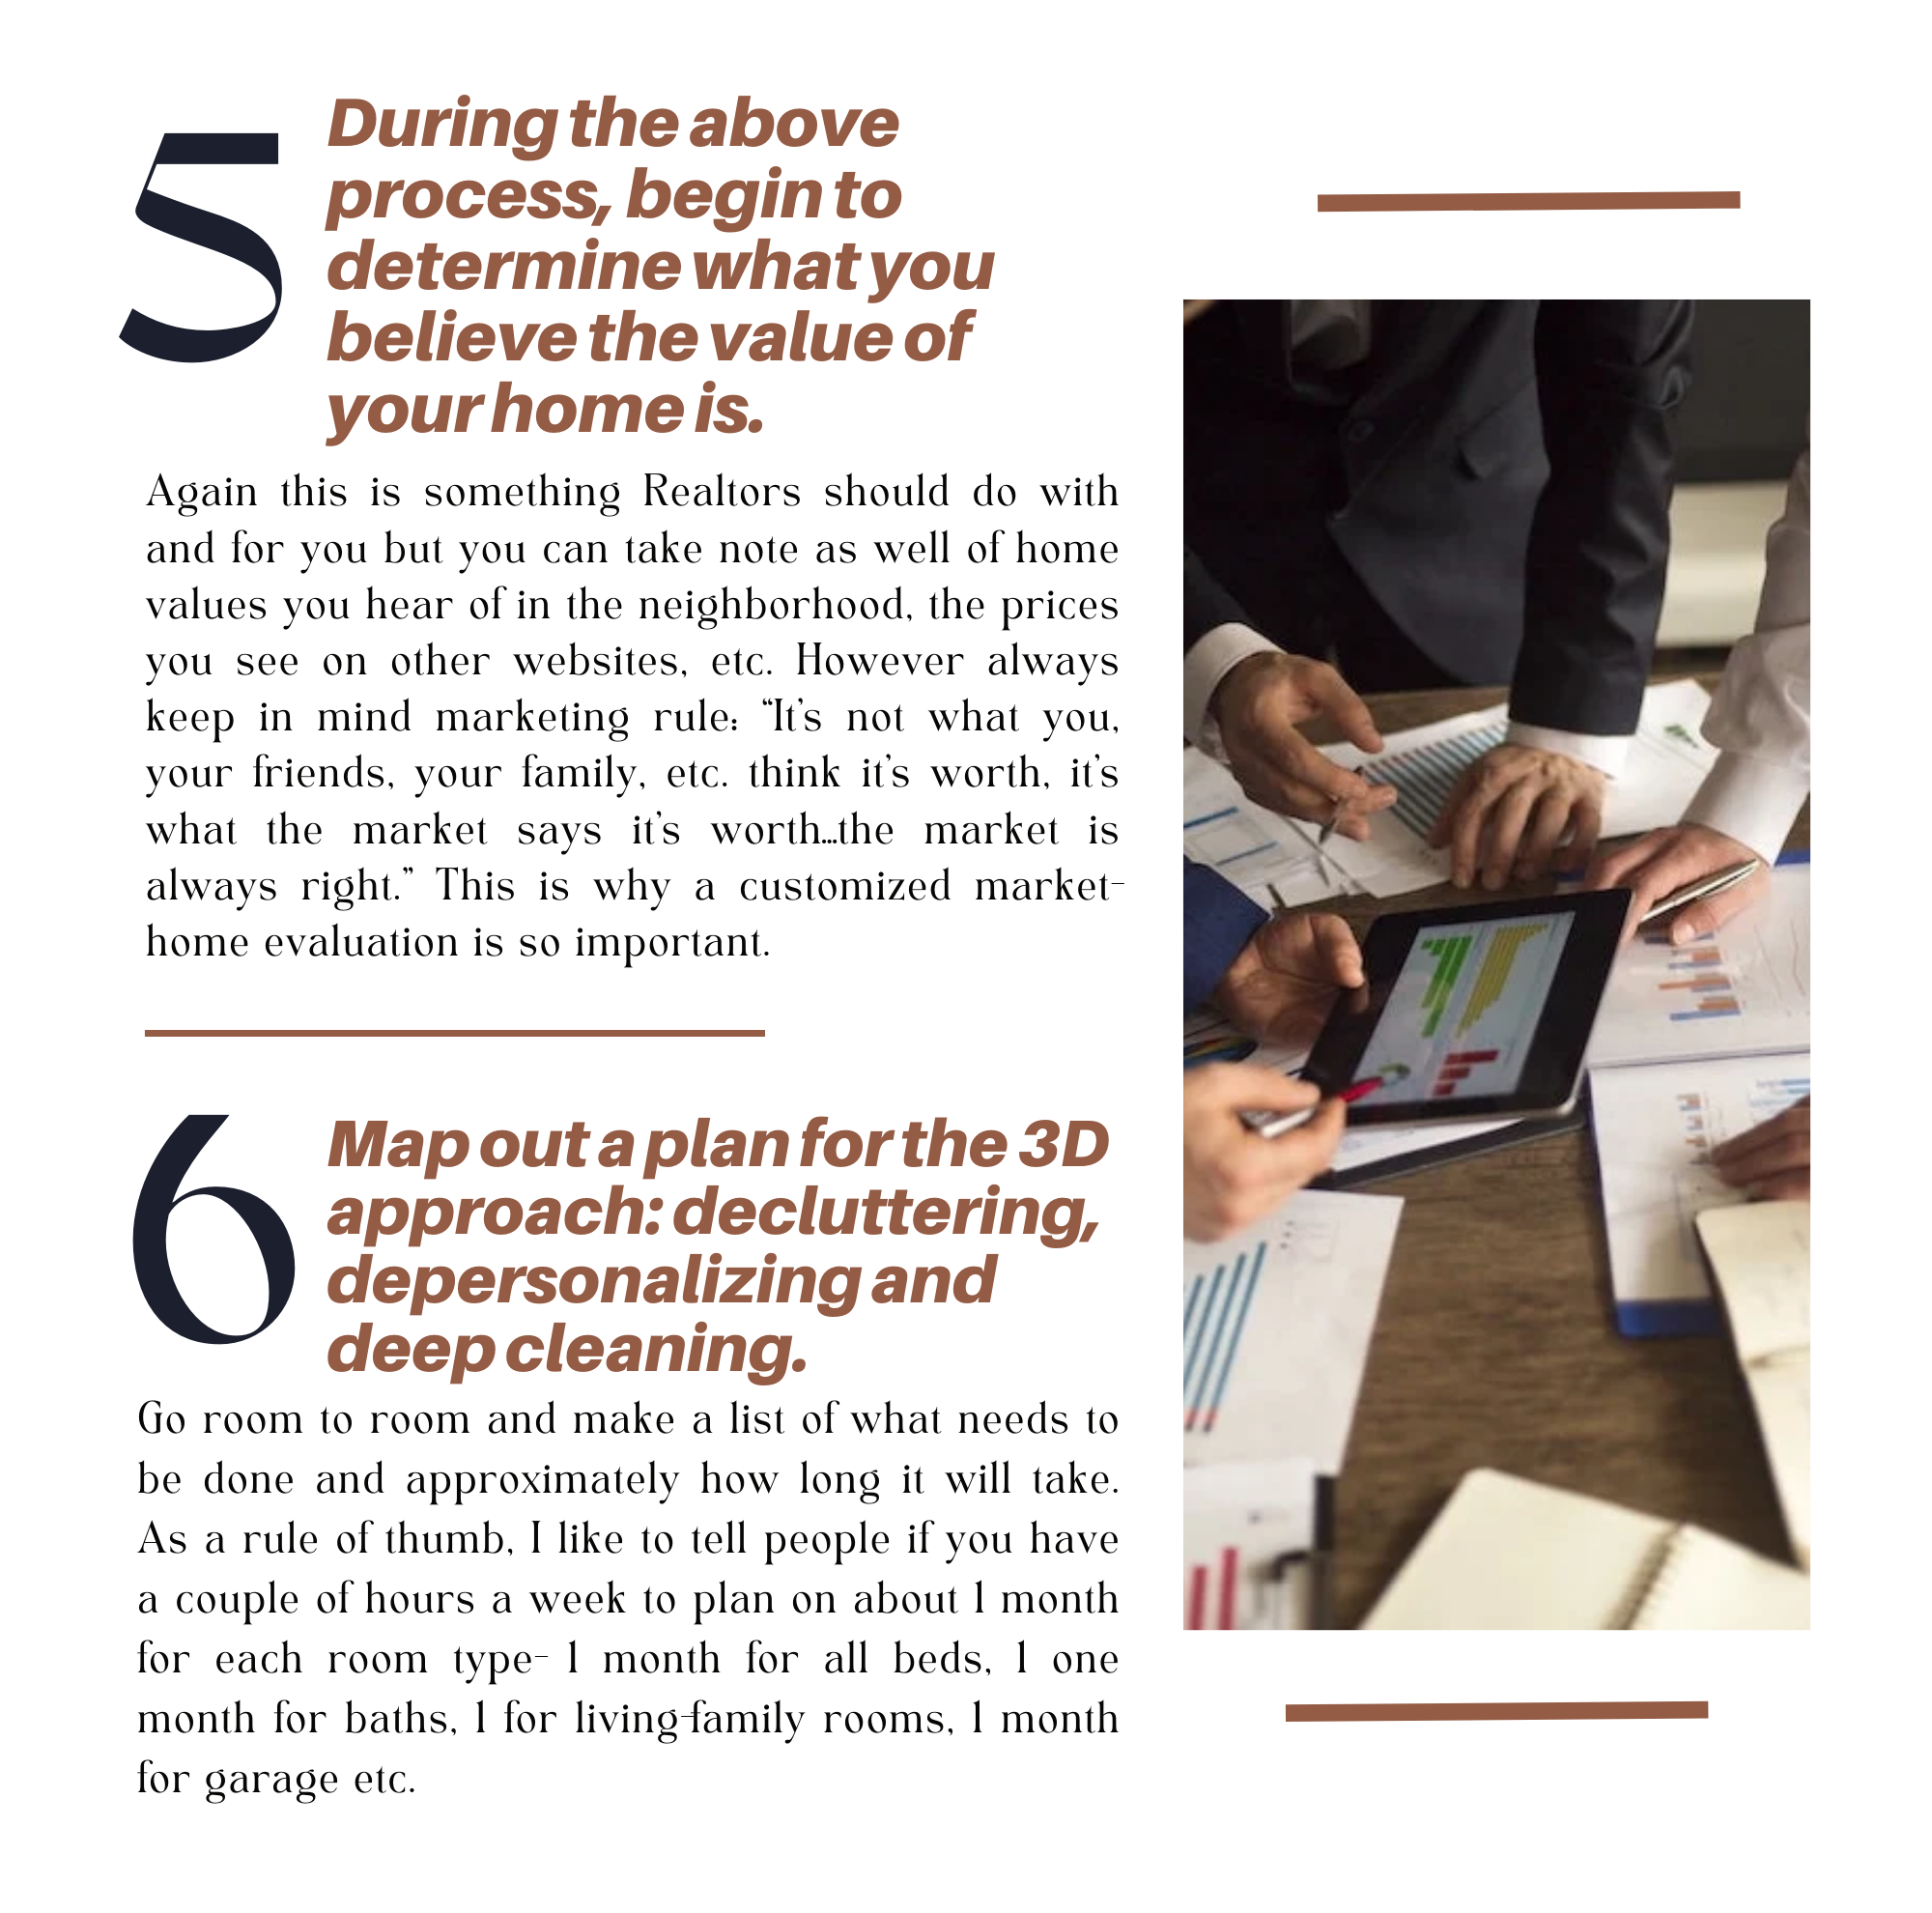 5
During the above
process, begin to
determine what you
believe the value of
your home is.
Again this is something Realtors should do with
and for you but you can take note as well of home
values you hear of in the neighborhood, the prices
you see on other websites, etc. However always
keep in mind marketing rule: “It’s not what you,
your friends, your family, etc. think it’s worth, it’s
what the market says it’s worth...the market is
always right.” This is why a customized market-
home evaluation is so important.
6
Map out a plan for the 3D
approach: decluttering,
depersonalizing and
deep cleaning.
Go room to room and make a list of what needs to
be done and approximately how long it will take.
As a rule of thumb, I like to tell people if you have
a couple of hours a week to plan on about 1 month
for each room type- 1 month for all beds, 1 one
month for baths, 1 for living-family rooms, 1 month
for garage etc.